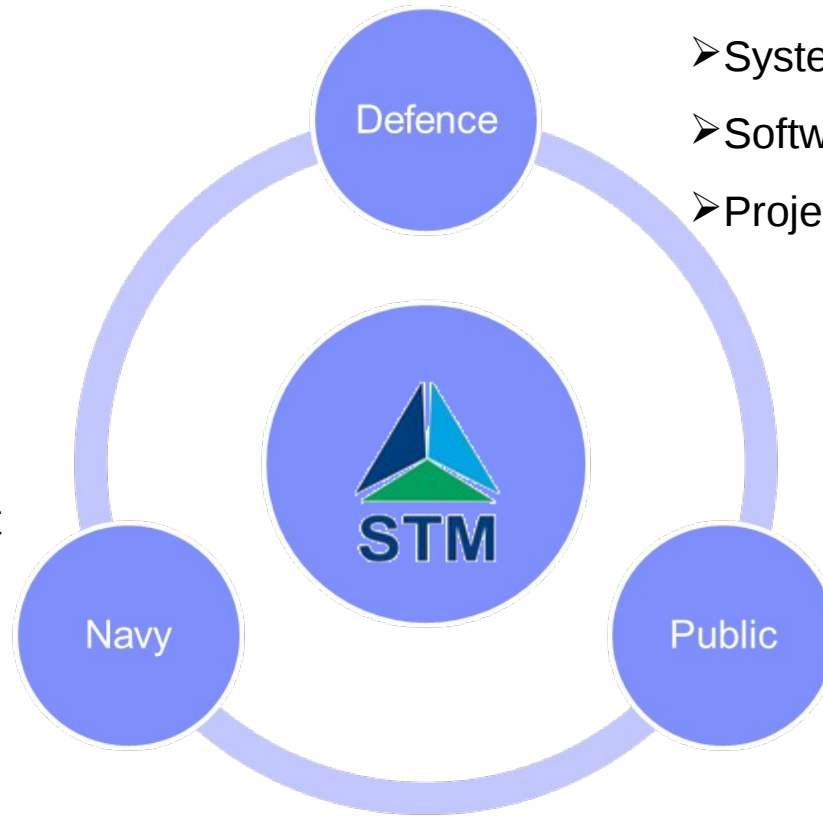 Defence
➢Syste
➢Softw
➢Proje
STM
Navy
Public